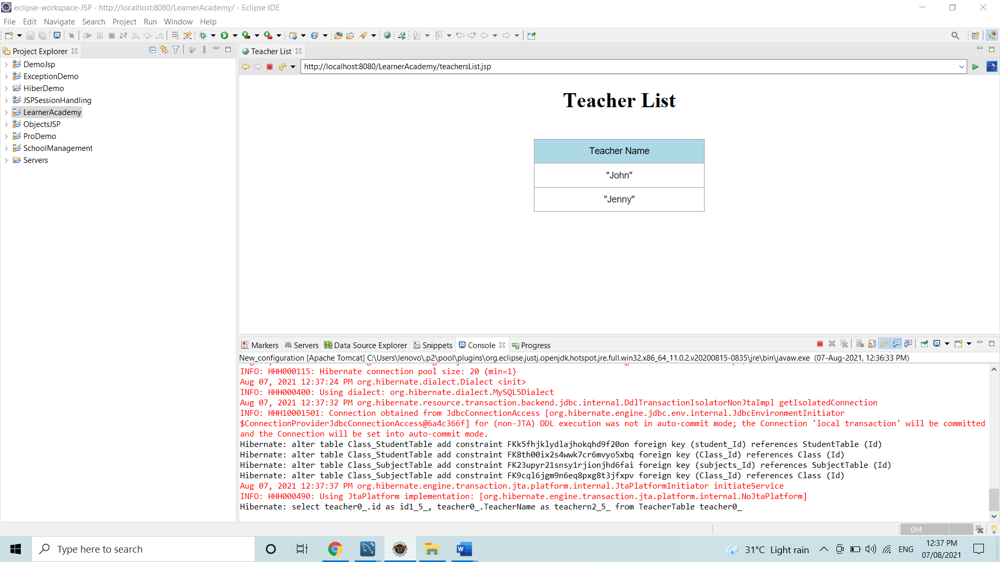 eclipse-workspace-JSP - http://localhost:8080/LearnerAcademy/ - Eclipse IDE
File Edit Navigate Search Project Run Window Help
Project Explorer
DemoJsp
ExceptionDemo
HiberDemo
JSPSessionHandling
LearnerAcademy
ObjectsJSP
ProDemo
SchoolManagement
Servers
Teacher List
http://localhost:8080/LearnerAcademy/teachersList.jsp
Teacher List
Teacher Name
"John"
"Jenny"
Markers Servers Data Source Explorer Snippets Console Progress
New_configuration [Apache Tomcat] C:\Users\lenovo\.p2\pool\plugins\org.eclipse.justj.openjdk.hotspot.jre.full.win32.x86_64_11.0.2.v20200815-0835\jre\bin\javaw.exe (07-Aug-2021, 12:36:33 PM)
INFO: HHH000115: Hibernate connection pool size: 20 (min=1)
Aug 07, 2021 12:37:24 PM org.hibernate.dialect.Dialect <init>
INFO: HHH000400: Using dialect: org.hibernate.dialect.MySQL5Dialect
Aug 07, 2021 12:37:32 PM org.hibernate.resource.transaction.backend.jdbc.internal.DdlTransactionIsolatorNonJtaImpl getIsolatedConnection
INFO: HHH10001501: Connection obtained from JdbcConnectionAccess [org.hibernate.engine.jdbc.env.internal.JdbcEnvironmentInitiator
$ConnectionProviderJdbcConnectionAccess@6a4c366f] for (non-JTA) DDL execution was not in auto-commit mode; the Connection 'local transaction' will be committed
and the Connection will be set into auto-commit mode.
Hibernate: alter table Class_StudentTable add constraint FKk5fhjklydlajhokqhd9f20on foreign key (student_Id) references StudentTable (Id)
Hibernate: alter table Class_StudentTable add constraint FK8th00ix2s4wwk7cr6mvyo5xbq foreign key (Class_Id) references Class (Id)
Hibernate: alter table Class_SubjectTable add constraint FK23upyr21snsy1rjionjhd6fai foreign key (subjects_Id) references SubjectTable (Id)
Hibernate: alter table Class_SubjectTable add constraint FK9cql6jgm9n6eq8pxg8t3jfxpv foreign key (Class_Id) references Class (Id)
Aug 07, 2021 12:37:37 PM org.hibernate.engine.transaction.jta.platform.internal.JtaPlatformInitiator initiateService
INFO: HHH000490: Using JtaPlatform implementation: [org.hibernate.engine.transaction.jta.platform.internal.NoJtaPlatform]
Hibernate: select teacher0_.id as id1_5_, teacher0_.TeacherName as teachern2_5_ from TeacherTable teacher0_
0M
Type here to search
31°C Light rain
ENG
12:37 PM
07/08/2021